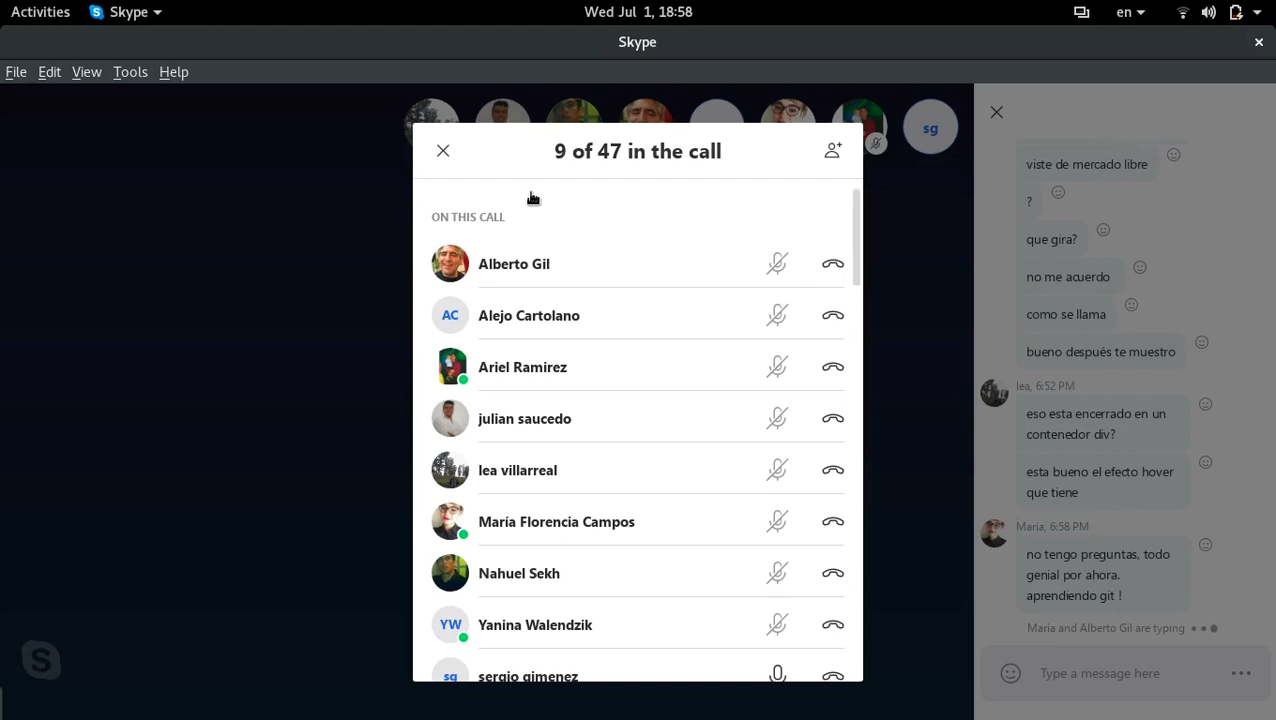 Activities
Skype
Wed Jul 1, 18:58
en
Skype
File Edit View Tools Help
sg
9 of 47 in the call
ON THIS CALL
Alberto Gil
AC
Alejo Cartolano
Ariel Ramirez
julian saucedo
lea villarreal
María Florencia Campos
Nahuel Sekh
YW
Yanina Walendzik
sg
sergio gimenez
viste de mercado libre
?
que gira?
no me acuerdo
como se llama
bueno después te muestro
lea, 6:52 PM
eso esta encerrado en un
contenedor div?
esta bueno el efecto hover
que tiene
María, 6:58 PM
no tengo preguntas, todo
genial por ahora.
aprendiendo git !
María and Alberto Gil are typing
Type a message here
S